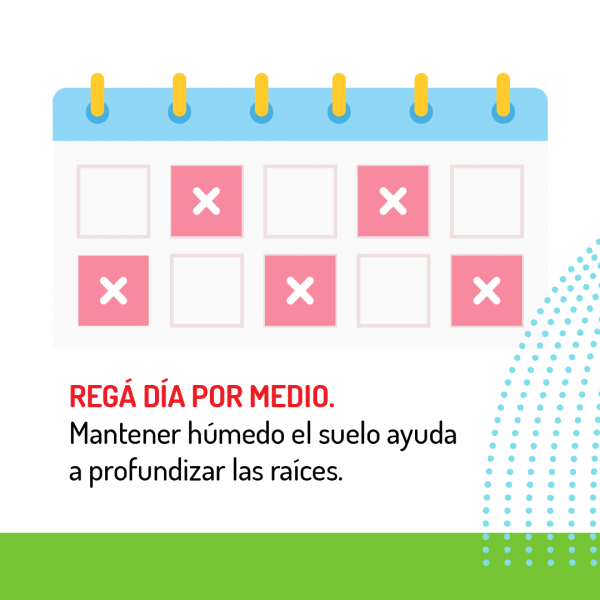 REGÁ DÍA POR MEDIO.
Mantener húmedo el suelo ayuda
a profundizar las raíces.